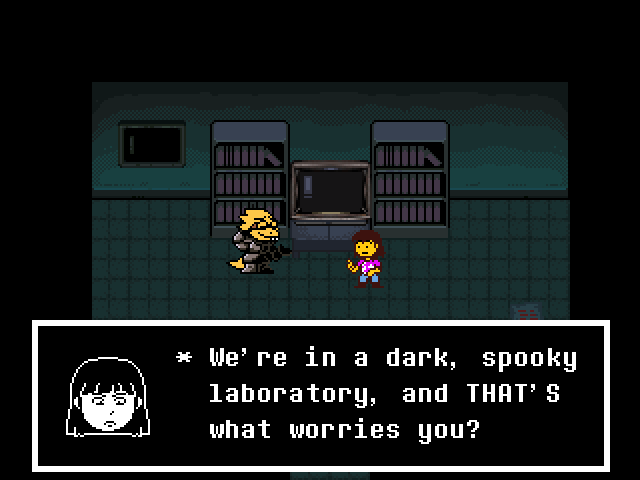 * We're in a dark, spooky
laboratory, and THAT'S
what worries you?